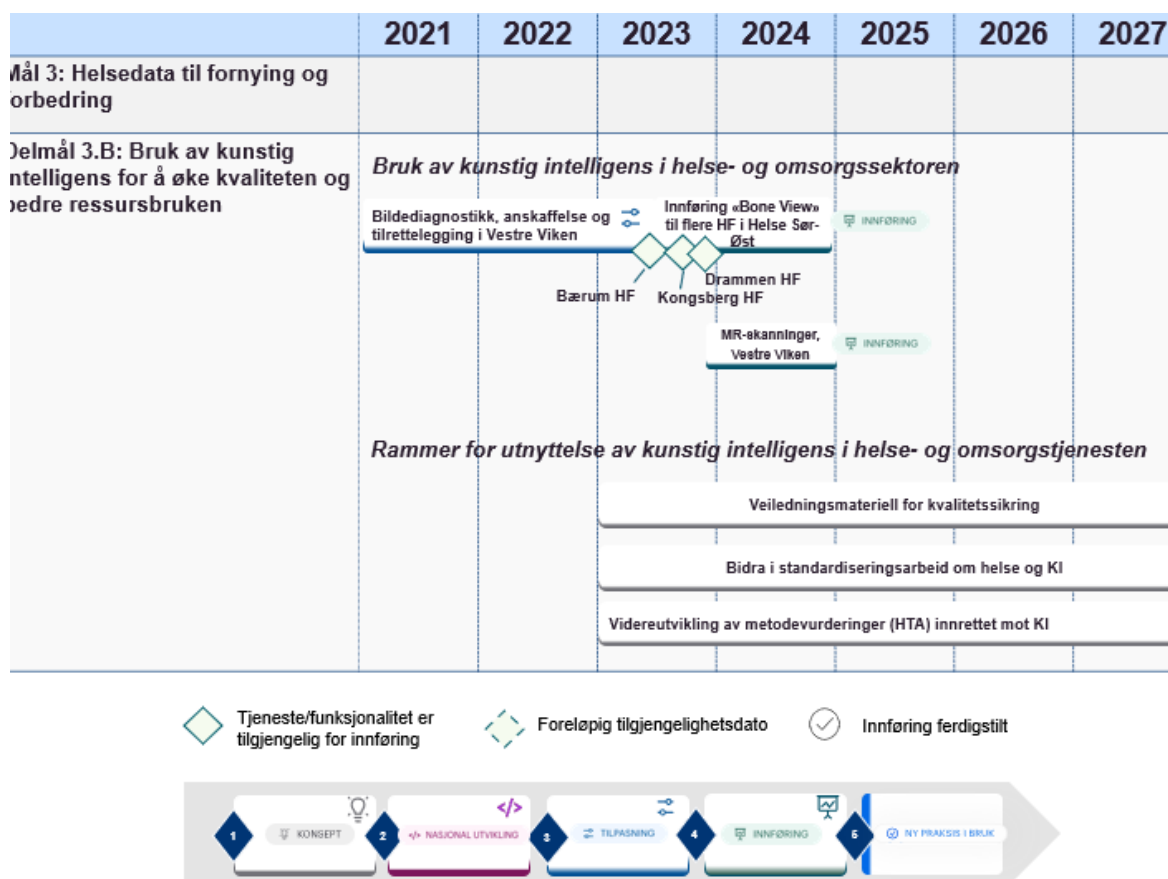 2021 2022 2023 2024 2025 2026 2027
Mål 3: Helsedata til fornying og
forbedring
Delmål 3.B: Bruk av kunstig
intelligens for å øke kvaliteten og
bedre ressursbruken
Bruk av kunstig intelligens i helse- og omsorgssektoren
Bildediagnostikk, anskaffelse og
tilrettelegging i Vestre Viken
Innføring «Bone View»
til flere HF i Helse Sør-
Øst
INNFØRING
Bærum HF
Kongsberg HF
Drammen HF
MR-skanninger,
Vestre Viken
INNFØRING
Rammer for utnyttelse av kunstig intelligens i helse- og omsorgstjenesten
Veiledningsmateriell for kvalitetssikring
Bidra i standardiseringsarbeid om helse og KI
Videreutvikling av metodevurderinger (HTA) innrettet mot KI
Tjeneste/funksjonalitet er
tilgjengelig for innføring
Foreløpig tilgjengelighetsdato
Innføring ferdigstilt
1 KONSEPT
2 </> </> NASJONAL UTVIKLING
3 TILPASNING
4 INNFØRING
5 NY PRAKSIS I BRUK